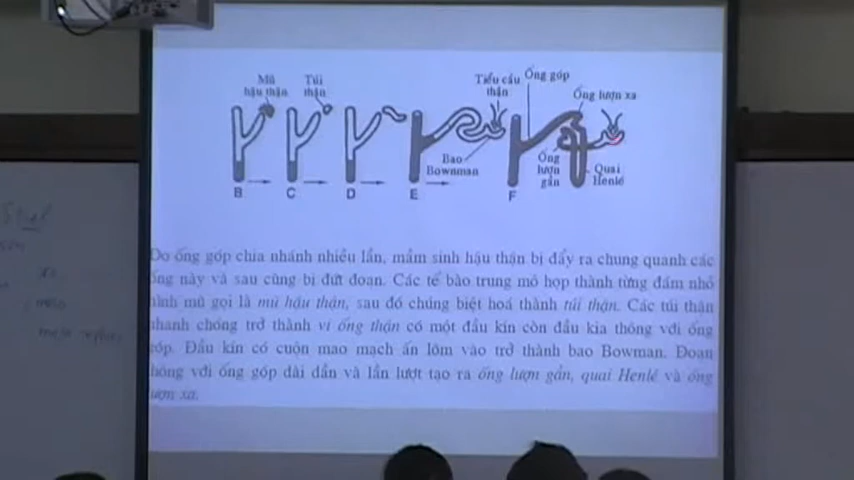 Mũ
hậu thận
Túi
thận
Tiểu cầu
thận
Ống góp
Ống lượn xa
Bao
Bowman
Ống
lượn
gần
Quai
Henlé
B
C
D
E
F
Do ống góp chia nhánh nhiều lần, mầm sinh hậu thận bị đẩy ra chung quanh các
ống này và sau cùng bị đứt đoạn. Các tế bào trung mô họp thành từng đám nhỏ
hình mũ gọi là mũ hậu thận, sau đó chúng biệt hoá thành túi thận. Các túi thận
nhanh chóng trở thành vi ống thận có một đầu kín còn đầu kia thông với ống
góp. Đầu kín có cuộn mao mạch ấn lõm vào trở thành bao Bowman. Đoạn
thông với ống góp dài dần và lần lượt tạo ra ống lượn gần, quai Henlé và ống
lượn xa.